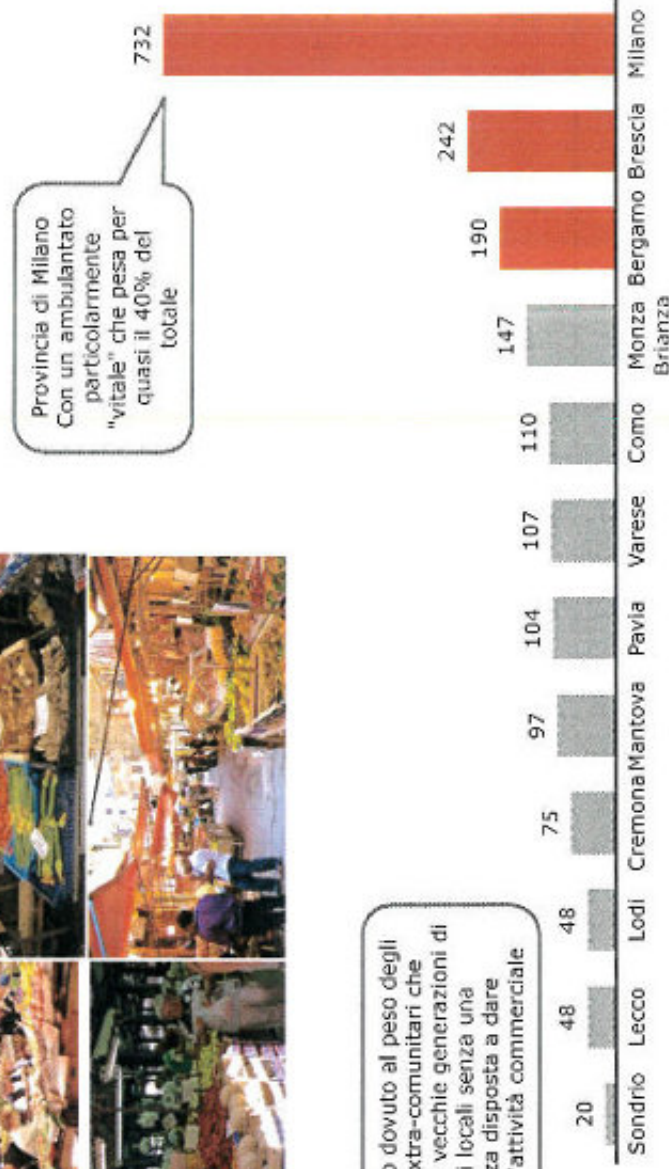 Provincia di Milano
Con un ambulantato
particolarmente
"vitale" che pesa per
quasi il 40% del
totale
o dovuto al peso degli
xtra-comunitari che
vecchie generazioni di
i locali senza una
za disposta a dare
attività commerciale
20 48 48 75 97 104 107 110 147 190 242 732
Sondrio Lecco Lodi Cremona Mantova Pavia Varese Como Monza Bergamo Brescia Milano
Brianza